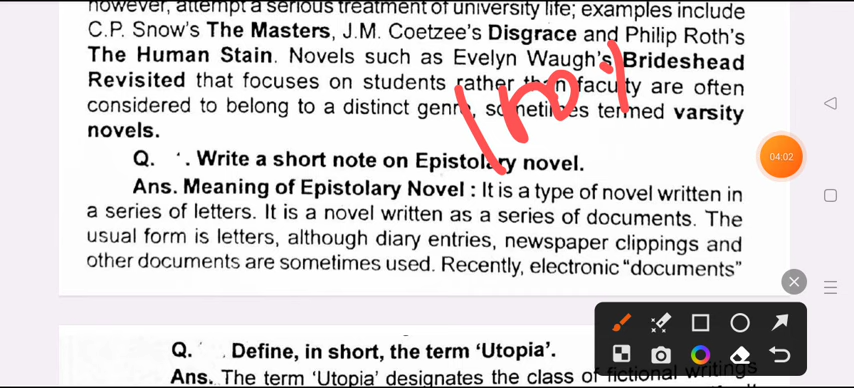 however, attempt a serious treatment of university life; examples include
C.P. Snow's The Masters, J.M. Coetzee's Disgrace and Philip Roth's
The Human Stain. Novels such as Evelyn Waugh's Brideshead
Revisited that focuses on students rather than faculty are often
considered to belong to a distinct genre, sometimes termed varsity
novels.
Q. . Write a short note on Epistolary novel.
Ans. Meaning of Epistolary Novel : It is a type of novel written in
a series of letters. It is a novel written as a series of documents. The
usual form is letters, although diary entries, newspaper clippings and
other documents are sometimes used. Recently, electronic "documents"
04:02
Q. . Define, in short, the term 'Utopia'.
Ans. The term 'Utopia' designates the class of fictional writings